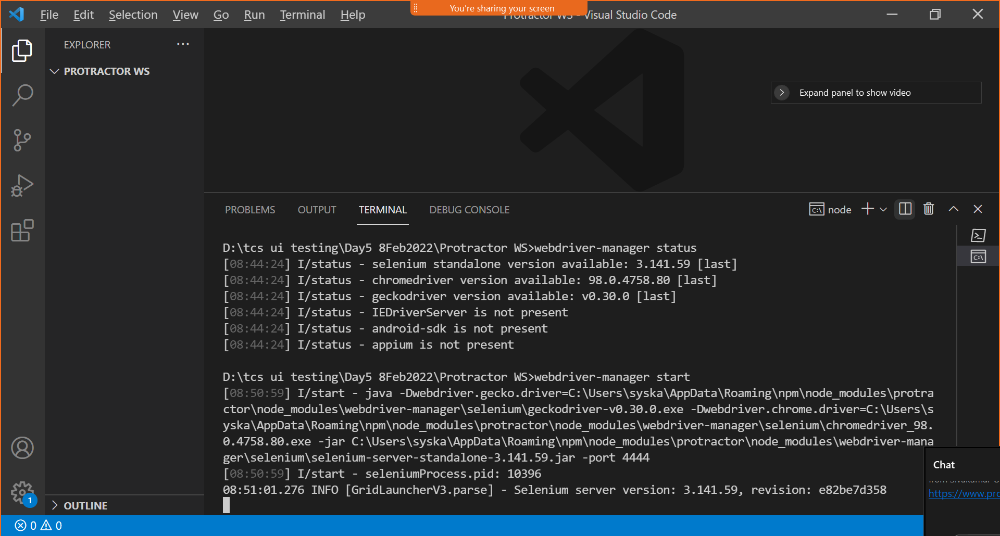 You're sharing your screen
File Edit Selection View Go Run Terminal Help
Visual Studio Code
EXPLORER ...
PROTRACTOR WS
Expand panel to show video
PROBLEMS OUTPUT TERMINAL DEBUG CONSOLE
node
D:\tcs ui testing\Day5 8Feb2022\Protractor WS>webdriver-manager status
[08:44:24] I/status - selenium standalone version available: 3.141.59 [last]
[08:44:24] I/status - chromedriver version available: 98.0.4758.80 [last]
[08:44:24] I/status - geckodriver version available: v0.30.0 [last]
[08:44:24] I/status - IEDriverServer is not present
[08:44:24] I/status - android-sdk is not present
[08:44:24] I/status - appium is not present
D:\tcs ui testing\Day5 8Feb2022\Protractor WS>webdriver-manager start
[08:50:59] I/start - java -Dwebdriver.gecko.driver=C:\Users\syska\AppData\Roaming\npm\node_modules\protra
ctor\node_modules\webdriver-manager\selenium\geckodriver-v0.30.0.exe -Dwebdriver.chrome.driver=C:\Users\s
yska\AppData\Roaming\npm\node_modules\protractor\node_modules\webdriver-manager\selenium\chromedriver_98.
0.4758.80.exe -jar C:\Users\syska\AppData\Roaming\npm\node_modules\protractor\node_modules\webdriver-mana
ger\selenium\selenium-server-standalone-3.141.59.jar -port 4444
[08:50:59] I/start - seleniumProcess.pid: 10396
08:51:01.276 INFO [GridLauncherV3.parse] - Selenium server version: 3.141.59, revision: e82be7d358
Chat
https://www.pro
1
OUTLINE
0 0